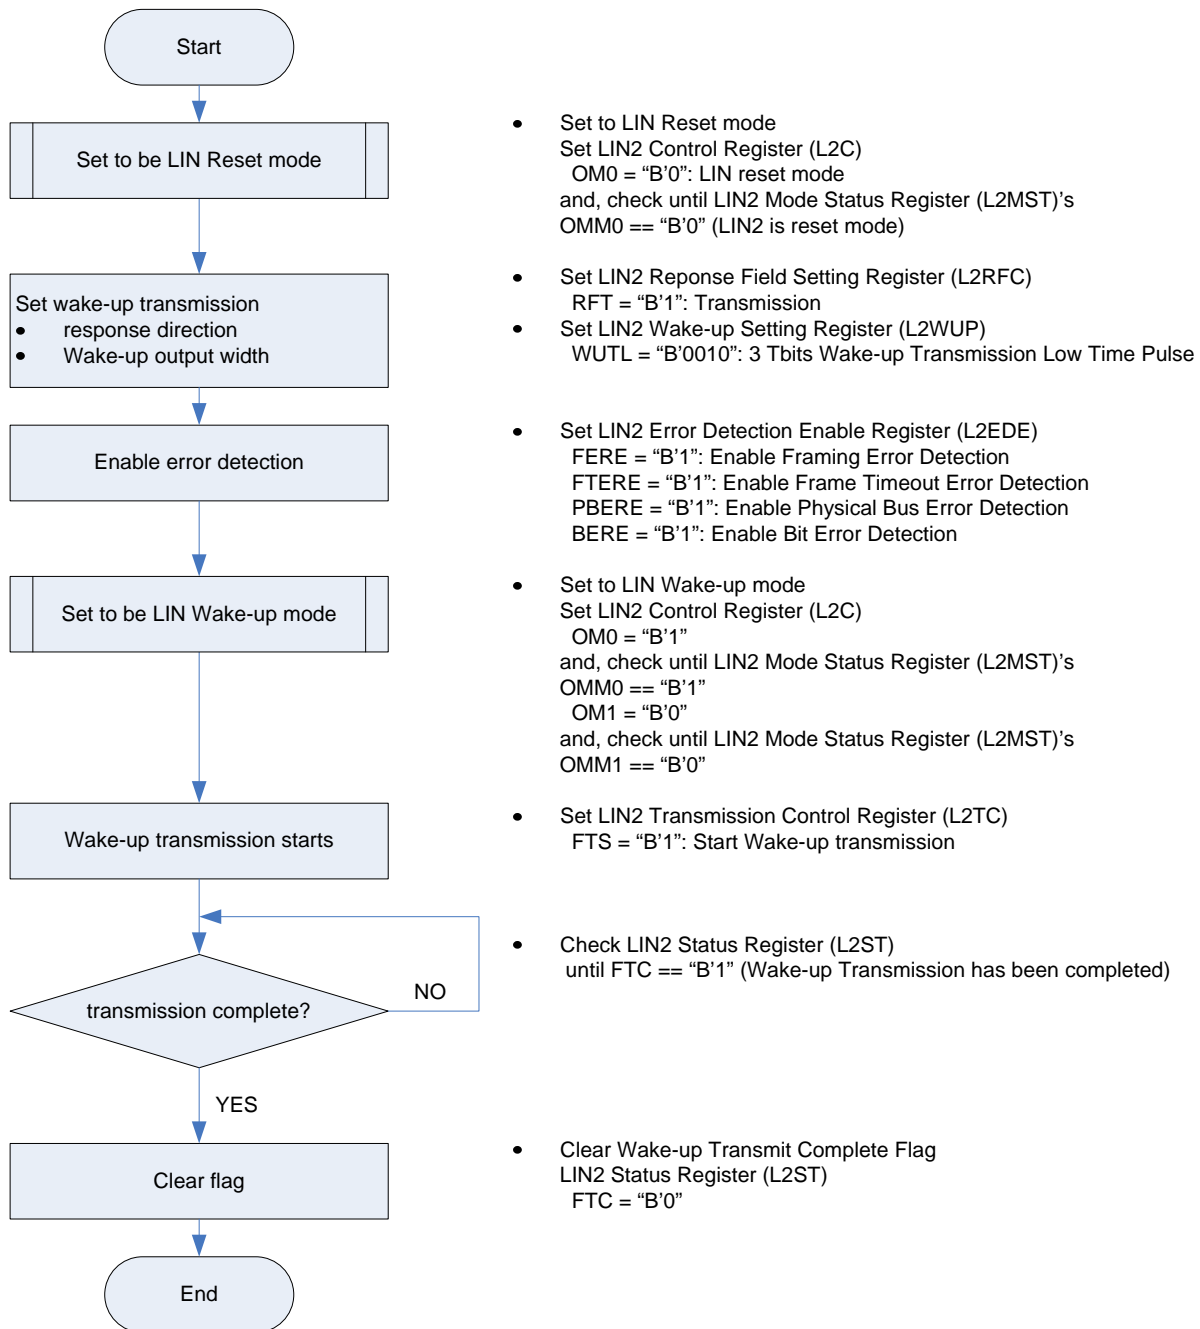 Start
Set to be LIN Reset mode
• Set to LIN Reset mode
Set LIN2 Control Register (L2C)
OM0 = “B’0”: LIN reset mode
and, check until LIN2 Mode Status Register (L2MST)’s
OMM0 == “B’0” (LIN2 is reset mode)
Set wake-up transmission
• response direction
• Wake-up output width
• Set LIN2 Reponse Field Setting Register (L2RFC)
RFT = “B’1”: Transmission
• Set LIN2 Wake-up Setting Register (L2WUP)
WUTL = “B’0010”: 3 Tbits Wake-up Transmission Low Time Pulse
Enable error detection
• Set LIN2 Error Detection Enable Register (L2EDE)
FERE = “B’1”: Enable Framing Error Detection
FTERE = “B’1”: Enable Frame Timeout Error Detection
PBERE = “B’1”: Enable Physical Bus Error Detection
BERE = “B’1”: Enable Bit Error Detection
Set to be LIN Wake-up mode
• Set to LIN Wake-up mode
Set LIN2 Control Register (L2C)
OM0 = “B’1”
and, check until LIN2 Mode Status Register (L2MST)’s
OMM0 == “B’1”
OM1 = “B’0”
and, check until LIN2 Mode Status Register (L2MST)’s
OMM1 == “B’0”
Wake-up transmission starts
• Set LIN2 Transmission Control Register (L2TC)
FTS = “B’1”: Start Wake-up transmission
transmission complete?
NO
• Check LIN2 Status Register (L2ST)
until FTC == “B’1” (Wake-up Transmission has been completed)
YES
Clear flag
• Clear Wake-up Transmit Complete Flag
LIN2 Status Register (L2ST)
FTC = “B’0”
End